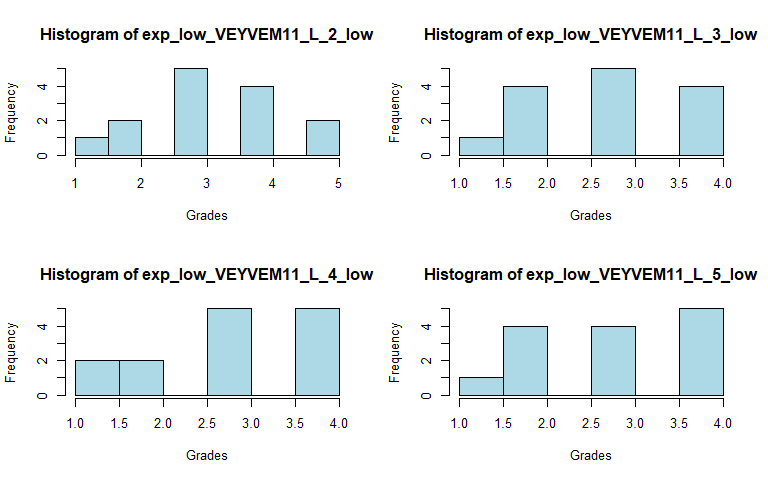 Histogram of exp_low_VEYVEM11_L_2_low
Frequency
0 2 4
1 2 3 4 5
Grades
Histogram of exp_low_VEYVEM11_L_3_low
Frequency
0 2 4
1.0 1.5 2.0 2.5 3.0 3.5 4.0
Grades
Histogram of exp_low_VEYVEM11_L_4_low
Frequency
0 2 4
1.0 1.5 2.0 2.5 3.0 3.5 4.0
Grades
Histogram of exp_low_VEYVEM11_L_5_low
Frequency
0 2 4
1.0 1.5 2.0 2.5 3.0 3.5 4.0
Grades